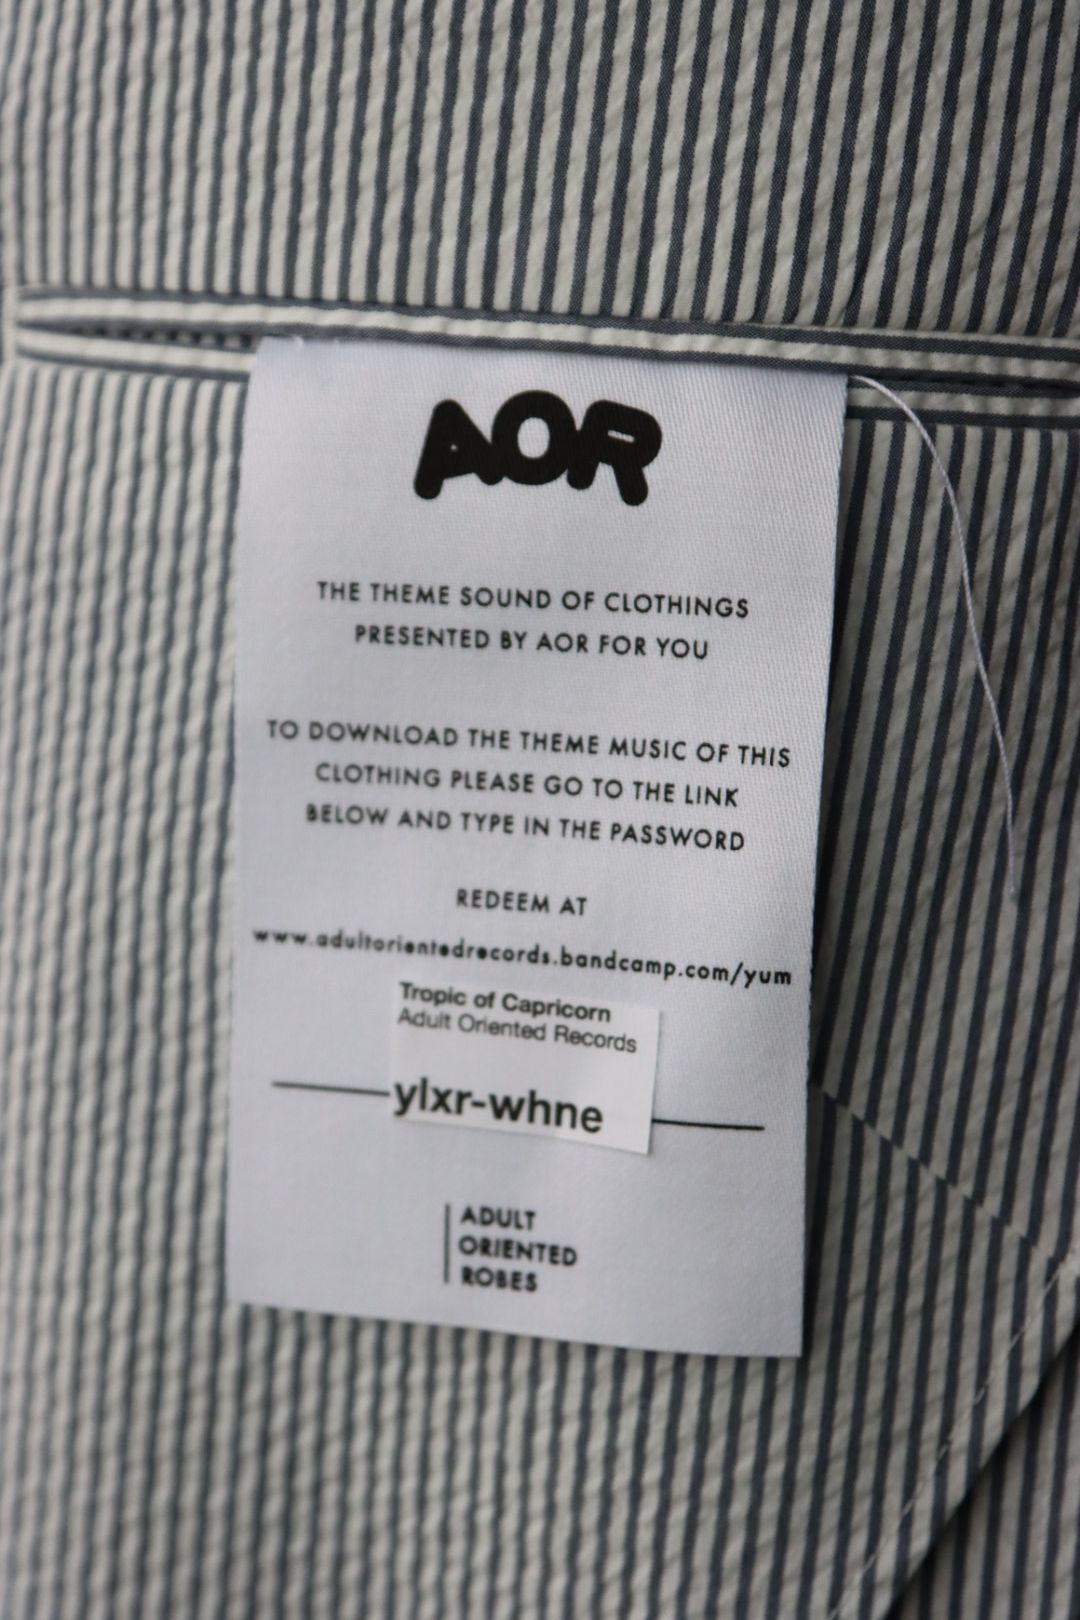 AOR
THE THEME SOUND OF CLOTHINGS
PRESENTED BY AOR FOR YOU
TO DOWNLOAD THE THEME MUSIC OF THIS
CLOTHING PLEASE GO TO THE LINK
BELOW AND TYPE IN THE PASSWORD
REDEEM AT
www.adultorientedrecords.bandcamp.com/yum
Tropic of Capricorn
Adult Oriented Records
ylxr-whne
ADULT
ORIENTED
ROBES